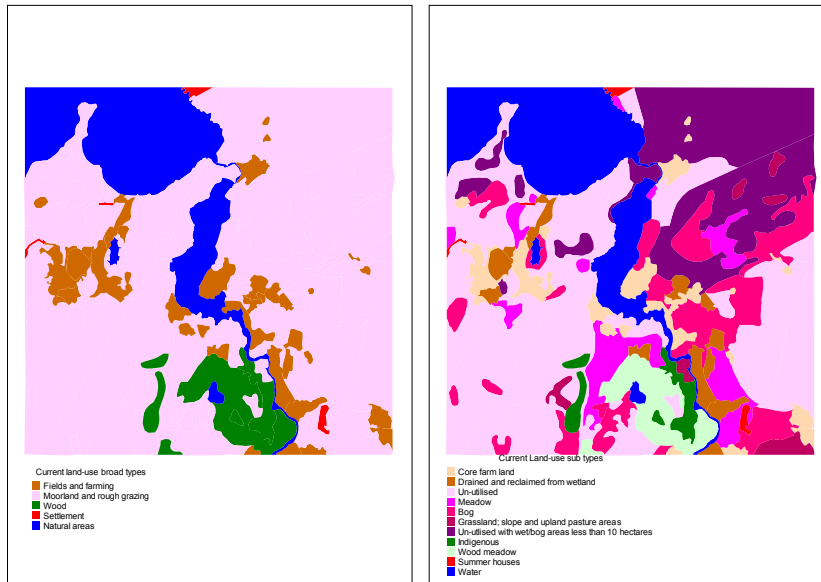 Current land-use broad types
Fields and farming
Moorland and rough grazing
Wood
Settlement
Natural areas
Current Land-use sub types
Core farm land
Drained and reclaimed from wetland
Un-utilised
Meadow
Bog
Grassland; slope and upland pasture areas
Un-utlised with wet/bog areas less than 10 hectares
Indigenous
Wood meadow
Summer houses
Water